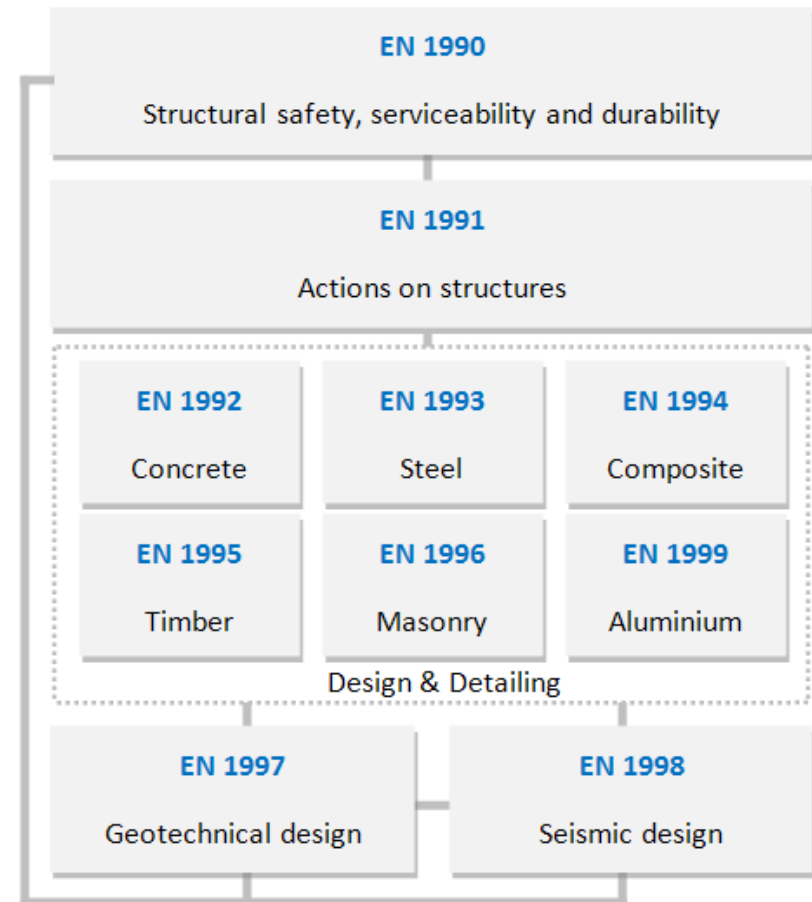 EN 1990
Structural safety, serviceability and durability
EN 1991
Actions on structures
EN 1992
Concrete
EN 1993
Steel
EN 1994
Composite
EN 1995
Timber
EN 1996
Masonry
EN 1999
Aluminium
Design & Detailing
EN 1997
Geotechnical design
EN 1998
Seismic design